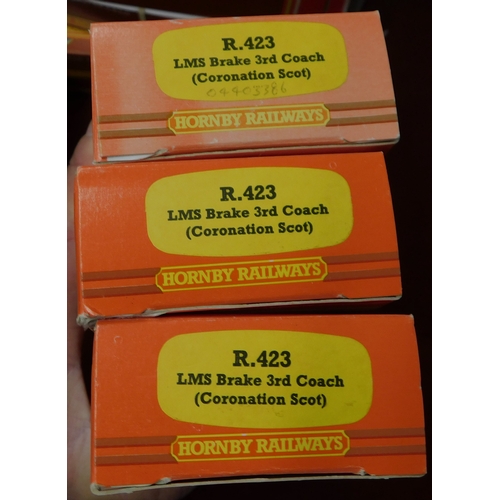 R.423
LMS Brake 3rd Coach
(Coronation Scot)
04403386
HORNBY RAILWAYS
R.423
LMS Brake 3rd Coach
(Coronation Scot)
HORNBY RAILWAYS
R.423
LMS Brake 3rd Coach
(Coronation Scot)
HORNBY RAILWAYS